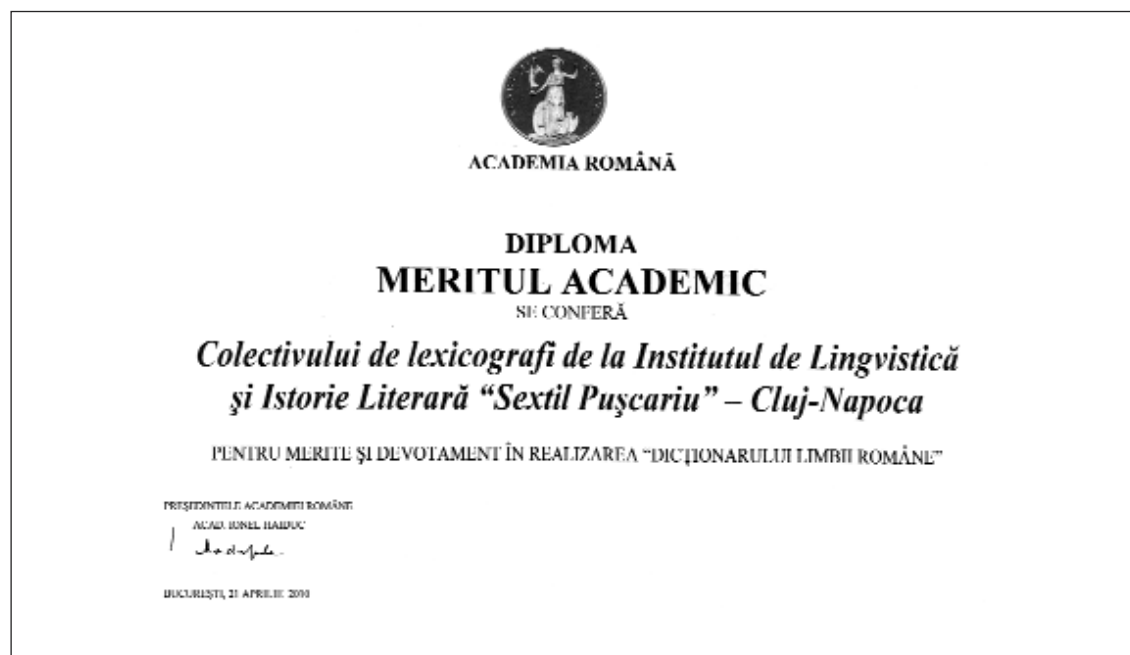 ACADEMIA ROMÂNĂ
DIPLOMA
MERITUL ACADEMIC
SE CONFERĂ
Colectivului de lexicografi de la Institutul de Lingvistică
şi Istorie Literară “Sextil Puşcariu” – Cluj-Napoca
PENTRU MERITE ŞI DEVOTAMENT ÎN REALIZAREA “DICŢIONARULUI LIMBII ROMÂNE”
PREŞEDINTELE ACADEMIEI ROMÂNE
ACAD. IONEL HAIDUC
BUCUREŞTI, 21 APRILIE 2010